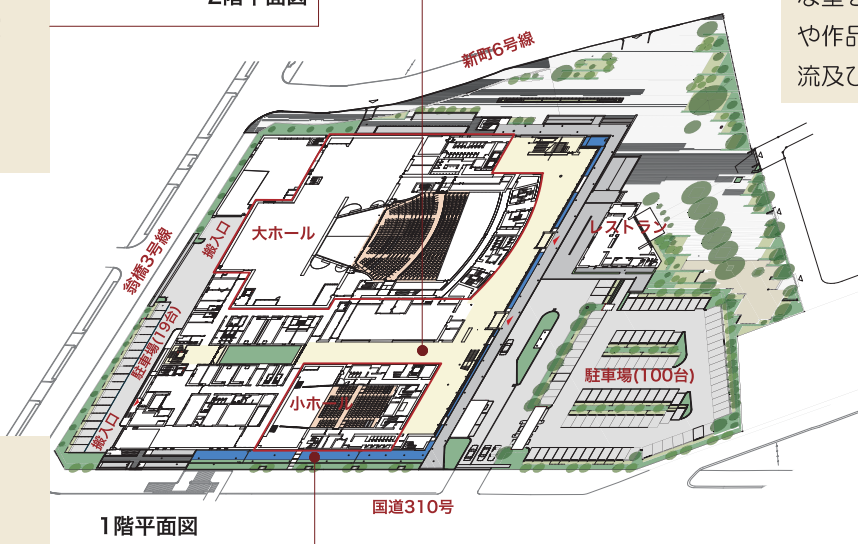 2階平面図
な
や作品
流及び
新町6号線
翁橋3号線
搬入口
大ホール
レストラン
駐車場(19台)
小ホール
駐車場(100台)
搬入口
国道310号
1階平面図